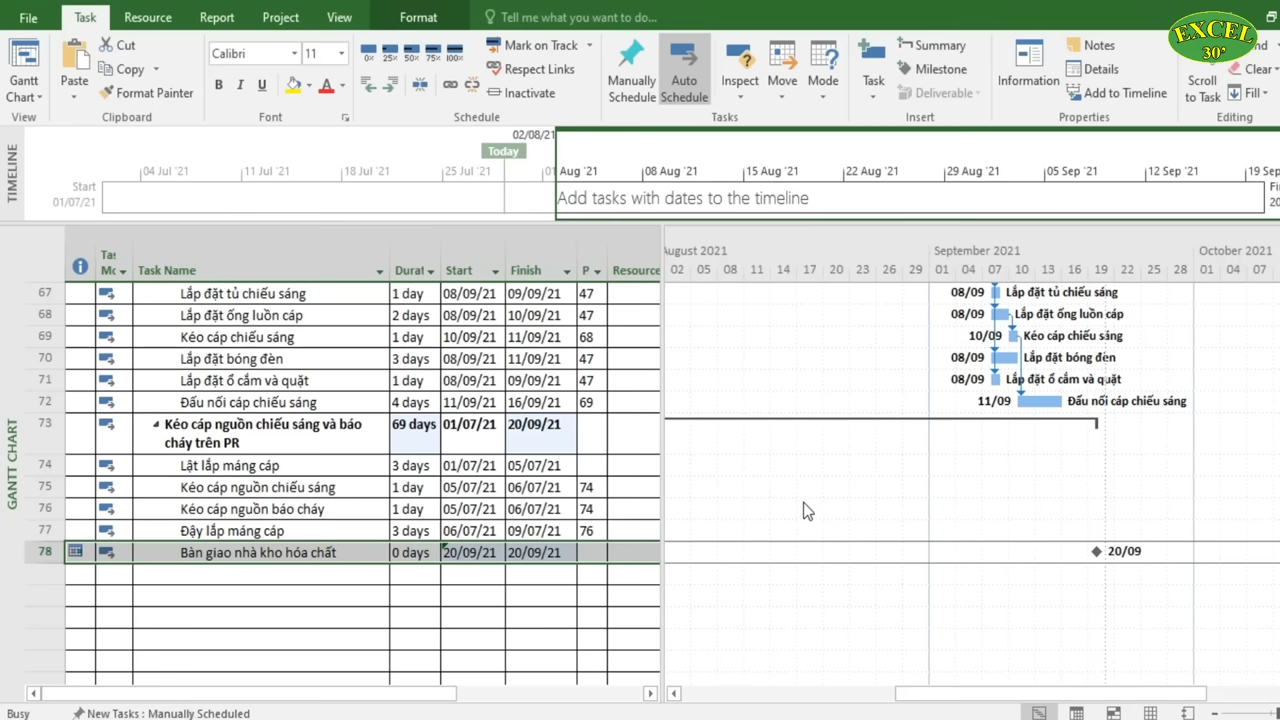 File Task Resource Report Project View Format Tell me what you want to do...
EXCEL
30°
Gantt
Chart
View
Paste
Cut
Copy
Format Painter
Clipboard
Calibri 11
B I U A
Font
0% 25% 50% 75% 100%
Mark on Track
Respect Links
Inactivate
Schedule
Manually
Schedule
Auto
Schedule
Inspect Move Mode
Tasks
Task
Summary
Milestone
Deliverable
Insert
Information
Notes
Details
Add to Timeline
Properties
Scroll
to Task
Clear
Fill
Editing
TIMELINE
02/08/21
Today
04 Jul '21 11 Jul '21 18 Jul '21 25 Jul '21 01 Aug '21 08 Aug '21 15 Aug '21 22 Aug '21 29 Aug '21 05 Sep '21 12 Sep '21 19 Sep
Start
01/07/21
Add tasks with dates to the timeline
GANTT CHART
Task Name Durat Start Finish P Resource
August 2021 September 2021 October 2021
02 05 08 11 14 17 20 23 26 29 01 04 07 10 13 16 19 22 25 28 01 04 07
67 Lắp đặt tủ chiếu sáng 1 day 08/09/21 09/09/21 47 08/09 Lắp đặt tủ chiếu sáng
68 Lắp đặt ống luồn cáp 2 days 08/09/21 10/09/21 47 08/09 Lắp đặt ống luồn cáp
69 Kéo cáp chiếu sáng 1 day 10/09/21 11/09/21 68 10/09 Kéo cáp chiếu sáng
70 Lắp đặt bóng đèn 3 days 08/09/21 11/09/21 47 08/09 Lắp đặt bóng đèn
71 Lắp đặt ổ cắm và quặt 1 day 08/09/21 09/09/21 47 08/09 Lắp đặt ổ cắm và quặt
72 Đấu nối cáp chiếu sáng 4 days 11/09/21 16/09/21 69 11/09 Đấu nối cáp chiếu sáng
73 Kéo cáp nguồn chiếu sáng và báo 69 days 01/07/21 20/09/21
cháy trên PR
74 Lật lắp máng cáp 3 days 01/07/21 05/07/21
75 Kéo cáp nguồn chiếu sáng 1 day 05/07/21 06/07/21 74
76 Kéo cáp nguồn báo cháy 1 day 05/07/21 06/07/21 74
77 Đậy lắp máng cáp 3 days 06/07/21 09/07/21 76
78 Bàn giao nhà kho hóa chất 0 days 20/09/21 20/09/21 20/09
Busy New Tasks : Manually Scheduled